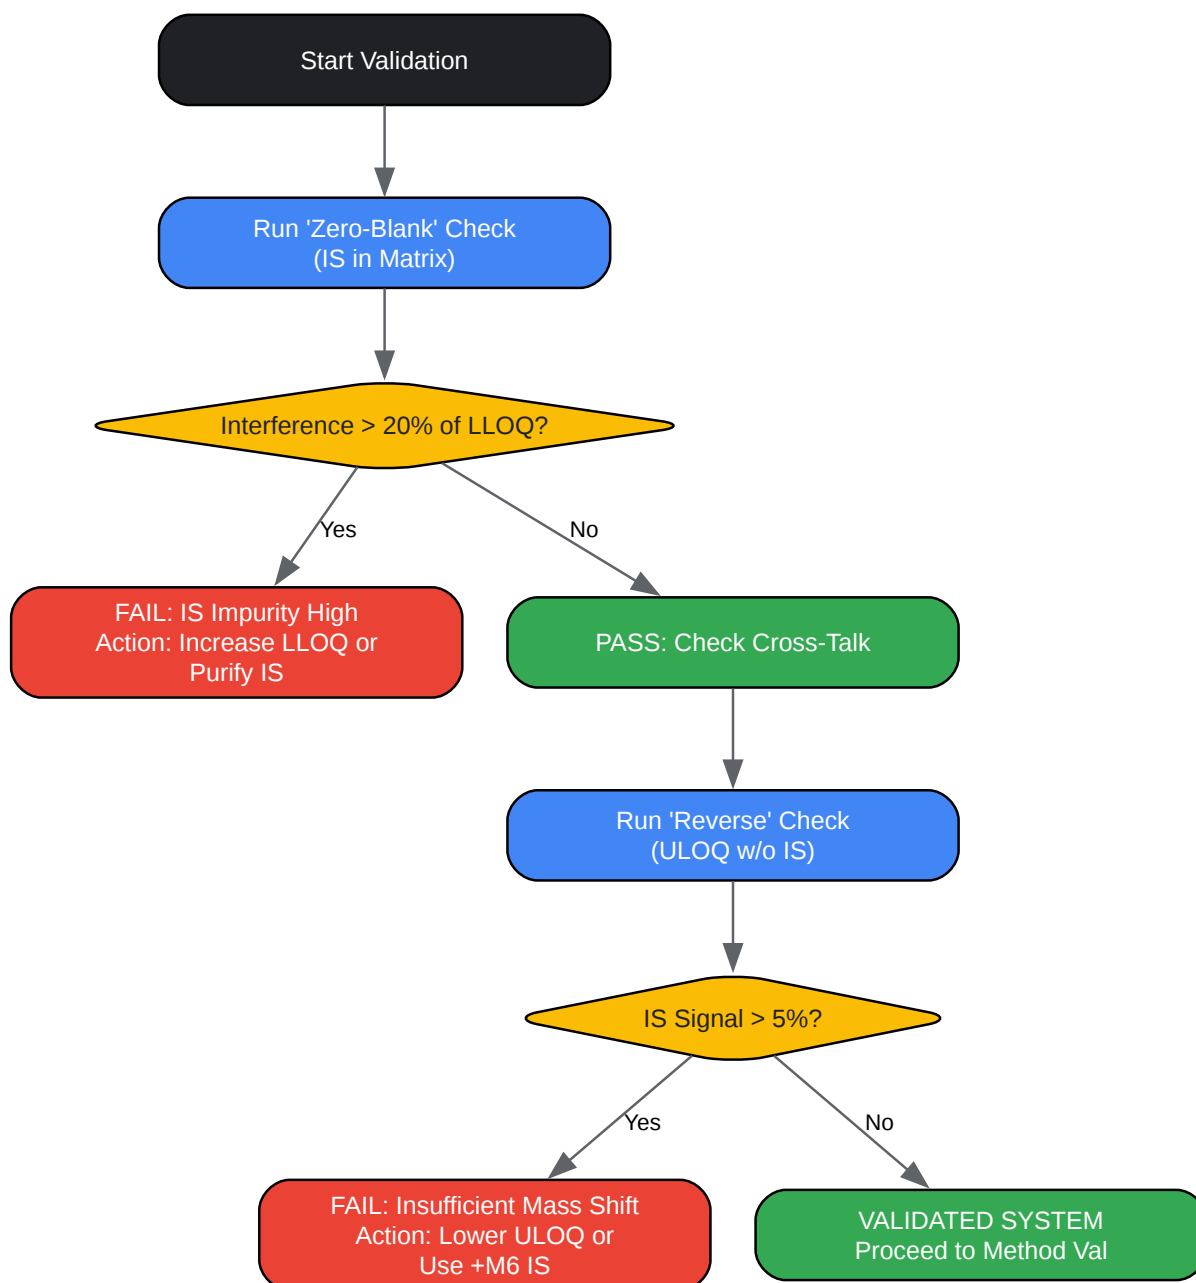 Start Validation
Run 'Zero-Blank' Check
(IS in Matrix)
Interference > 20% of LLOQ?
Yes
No
FAIL: IS Impurity High
Action: Increase LLOQ or
Purify IS
PASS: Check Cross-Talk
Run 'Reverse' Check
(ULOQ w/o IS)
IS Signal > 5%?
Yes
No
FAIL: Insufficient Mass Shift
Action: Lower ULOQ or
Use +M6 IS
VALIDATED SYSTEM
Proceed to Method Val